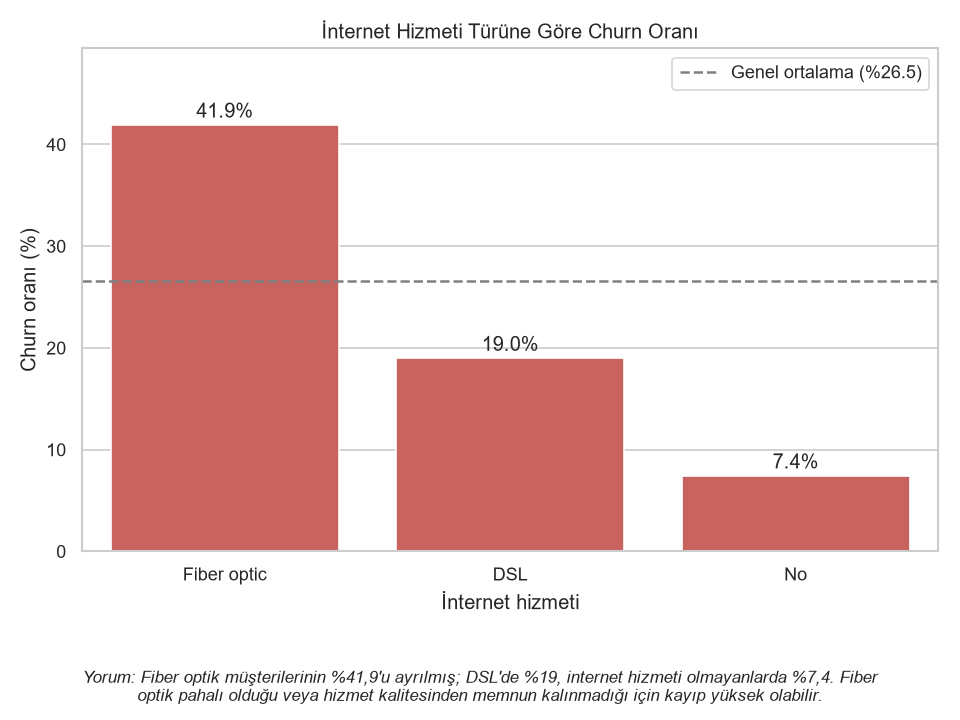 İnternet Hizmeti Türüne Göre Churn Oranı
Genel ortalama (%26.5)
Churn oranı (%)
40
30
20
10
0
41.9%
19.0%
7.4%
Fiber optic
DSL
No
İnternet hizmeti
Yorum: Fiber optik müşterilerinin %41,9'u ayrılmış; DSL'de %19, internet hizmeti olmayanlarda %7,4. Fiber
optik pahalı olduğu veya hizmet kalitesinden memnun kalınmadığı için kayıp yüksek olabilir.